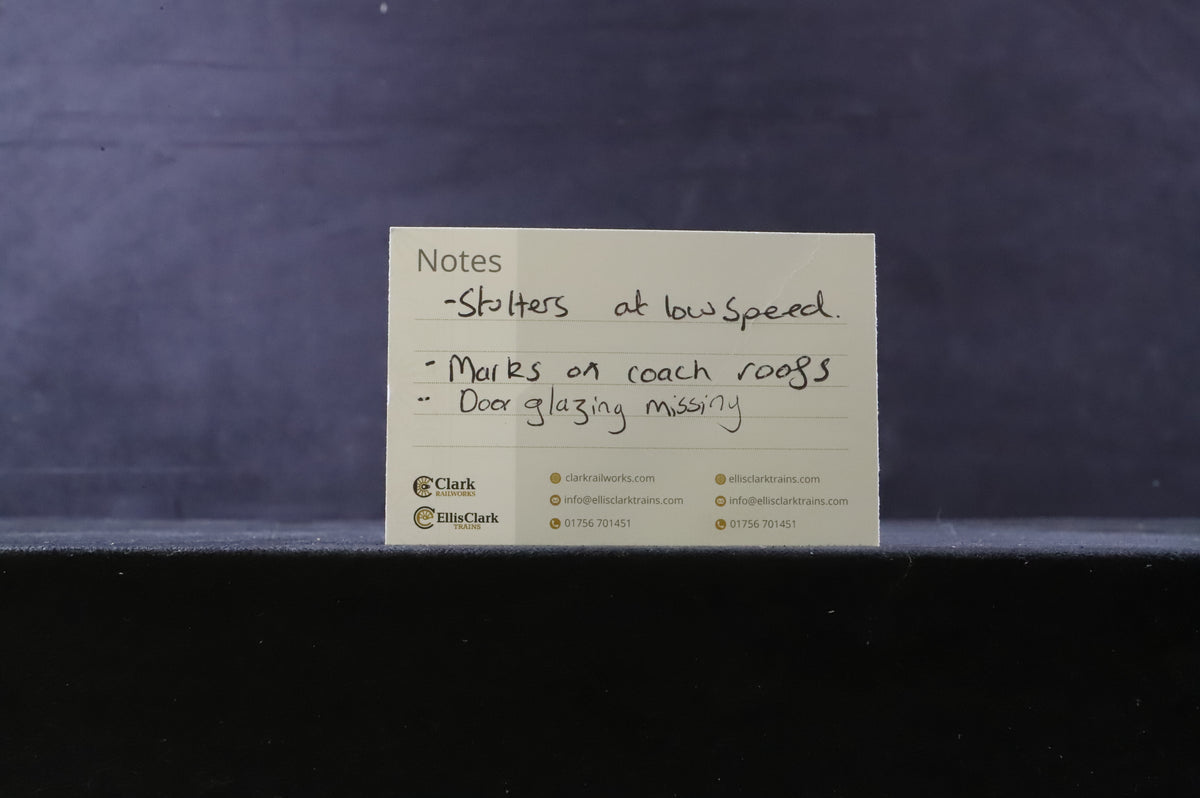 Notes
- Stutters at low speed.
- Marks on coach roofs
- Door glazing missing
Clark
RAILWORKS
EllisClark
TRAINS
clarkrailworks.com
info@ellisclarktrains.com
01756 701451
ellisclarktrains.com
info@ellisclarktrains.com
01756 701451